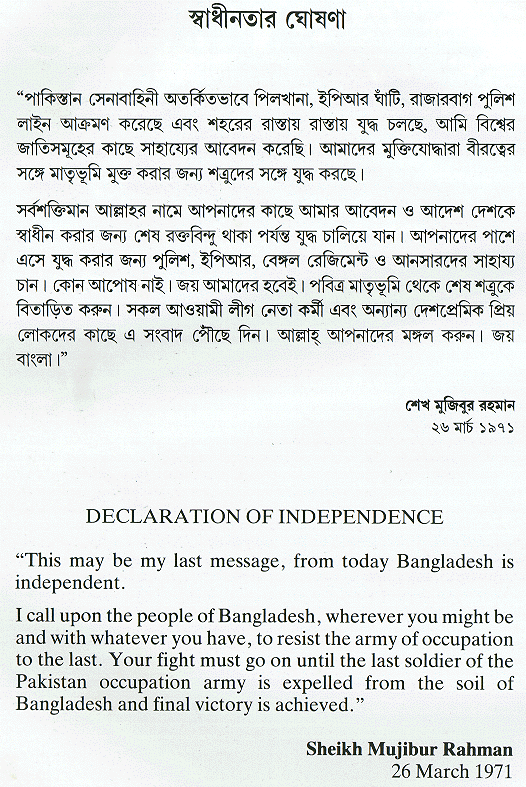 স্বাধীনতার ঘোষণা
“পাকিস্তান সেনাবাহিনী অতর্কিতভাবে পিলখানা, ইপিআর ঘাঁটি, রাজারবাগ পুলিশ
লাইন আক্রমণ করেছে এবং শহরের রাস্তায় রাস্তায় যুদ্ধ চলছে, আমি বিশ্বের
জাতিসমূহের কাছে সাহায্যের আবেদন করেছি। আমাদের মুক্তিযোদ্ধারা বীরত্বের
সঙ্গে মাতৃভূমি মুক্ত করার জন্য শত্রুদের সঙ্গে যুদ্ধ করছে।
সর্বশক্তিমান আল্লাহর নামে আপনাদের কাছে আমার আবেদন ও আদেশ দেশকে
স্বাধীন করার জন্য শেষ রক্তবিন্দু থাকা পর্যন্ত যুদ্ধ চালিয়ে যান। আপনাদের পাশে
এসে যুদ্ধ করার জন্য পুলিশ, ইপিআর, বেঙ্গল রেজিমেন্ট ও আনসারদের সাহায্য
চান। কোন আপোষ নাই। জয় আমাদের হবেই। পবিত্র মাতৃভূমি থেকে শেষ শত্রুকে
বিতাড়িত করুন। সকল আওয়ামী লীগ নেতা কর্মী এবং অন্যান্য দেশপ্রেমিক প্রিয়
লোকদের কাছে এ সংবাদ পৌঁছে দিন। আল্লাহ্ আপনাদের মঙ্গল করুন। জয়
বাংলা।”
শেখ মুজিবুর রহমান
২৬ মার্চ ১৯৭১
DECLARATION OF INDEPENDENCE
“This may be my last message, from today Bangladesh is
independent.
I call upon the people of Bangladesh, wherever you might be
and with whatever you have, to resist the army of occupation
to the last. Your fight must go on until the last soldier of the
Pakistan occupation army is expelled from the soil of
Bangladesh and final victory is achieved.”
Sheikh Mujibur Rahman
26 March 1971